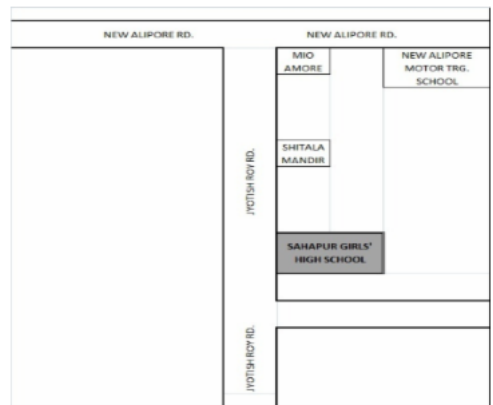 NEW ALIPORE RD.
NEW ALIPORE RD.
MIO
AMORE
NEW ALIPORE
MOTOR TRG.
SCHOOL
SHITALA
MANDIR
JYOTISH ROY RD.
SAHAPUR GIRLS'
HIGH SCHOOL
JYOTISH ROY RD.